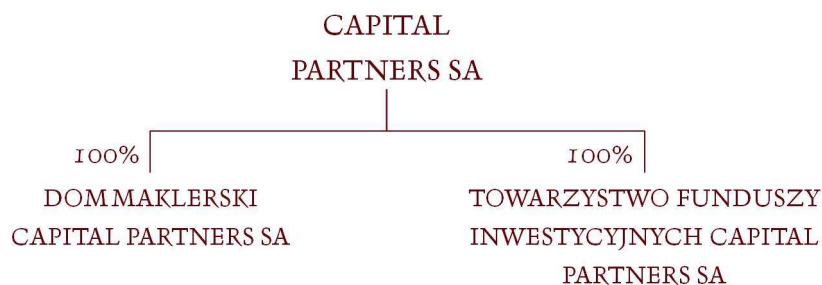 CAPITAL
PARTNERS SA
100%
100%
DOM MAKLERSKI
CAPITAL PARTNERS SA
TOWARZYSTWO FUNDUSZY
INWESTYCYJNYCH CAPITAL
PARTNERS SA